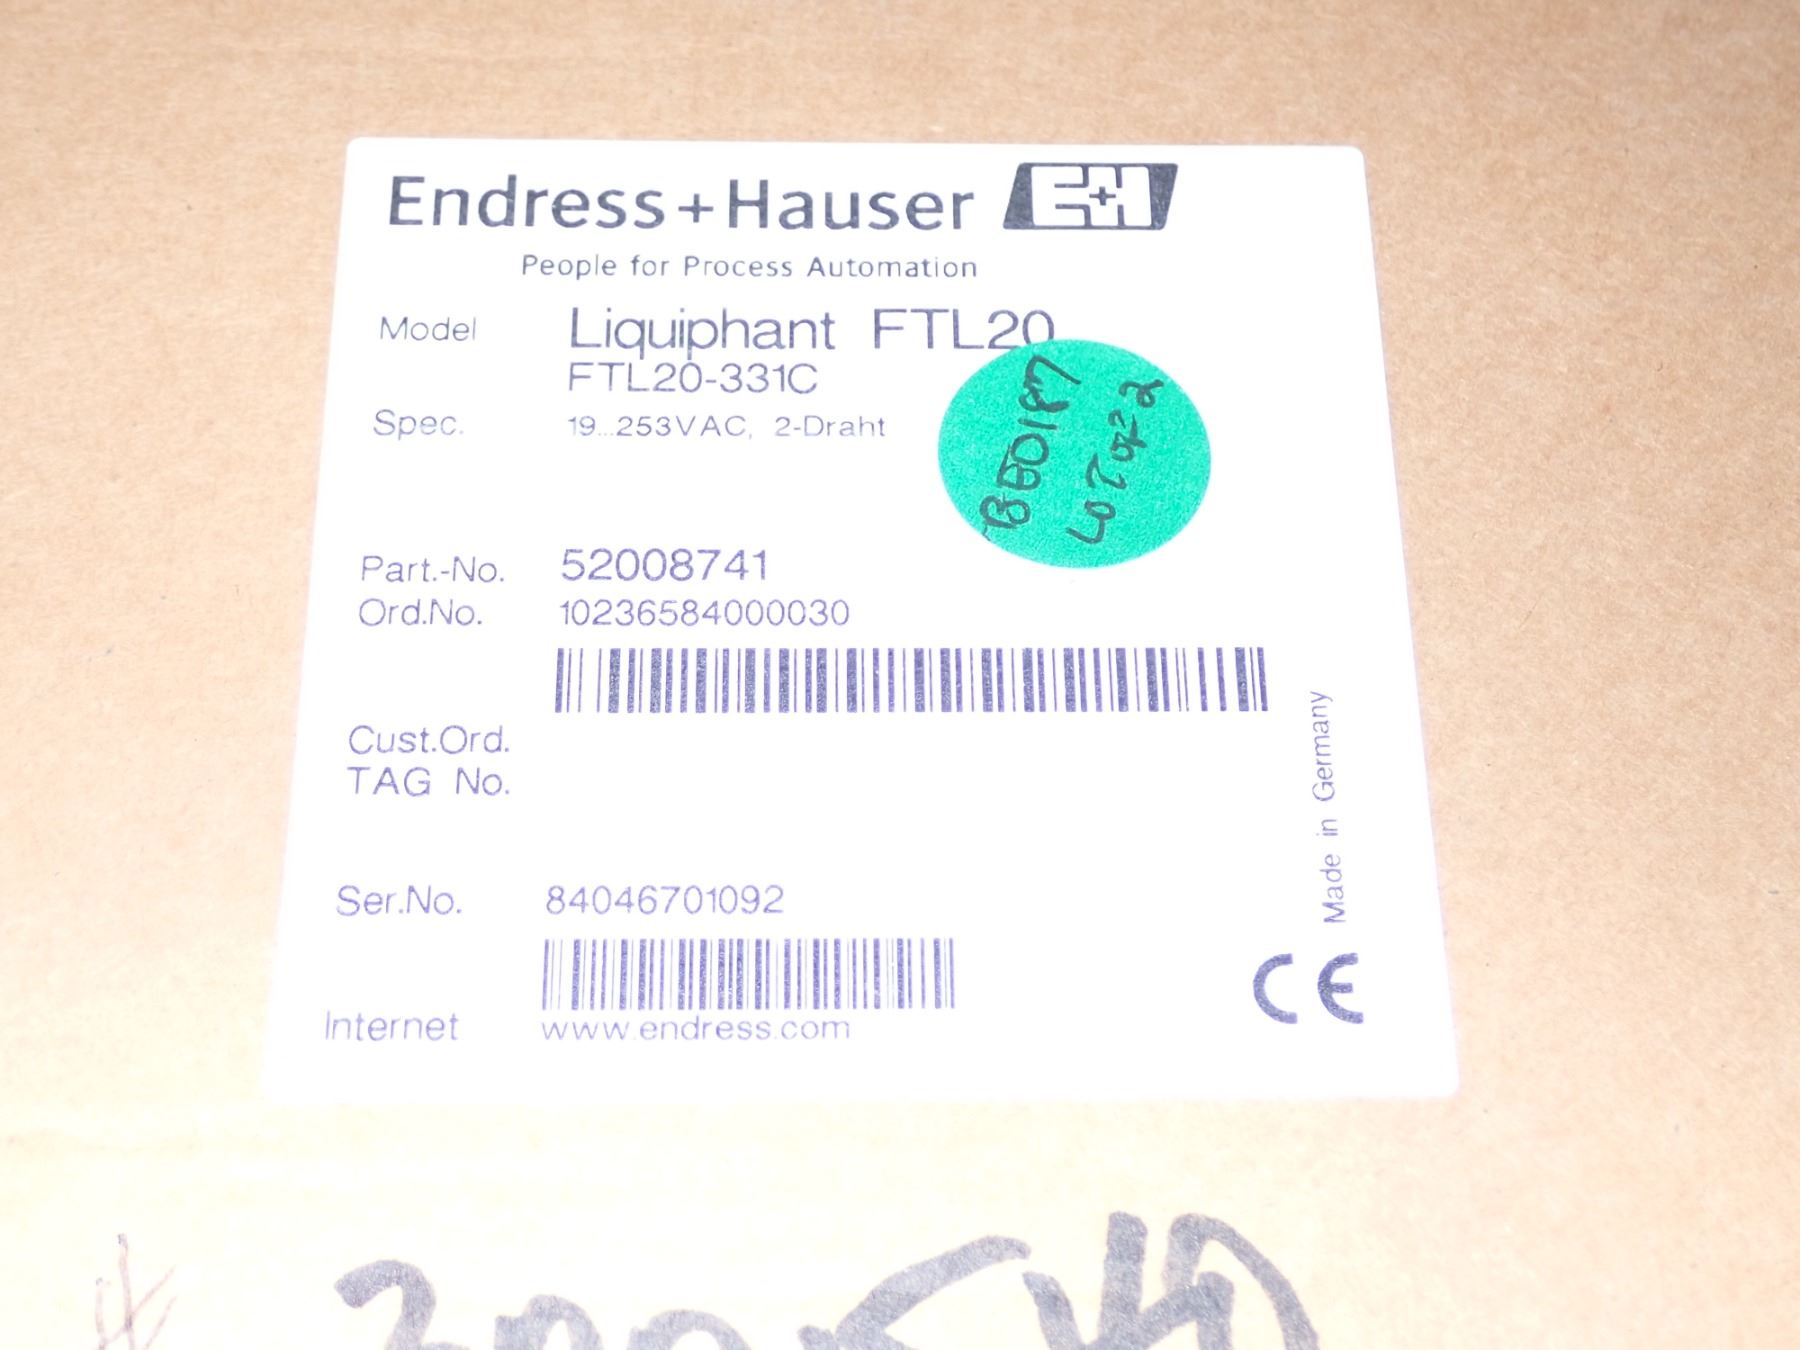 Endress+Hauser E+H
People for Process Automation
Model Liquiphant FTL20
FTL20-331C
Spec. 19...253VAC, 2-Draht
Part.-No. 52008741
Ord.No. 10236584000030
Cust.Ord.
TAG No.
Ser.No. 84046701092
Internet www.endress.com
Made in Germany
CE